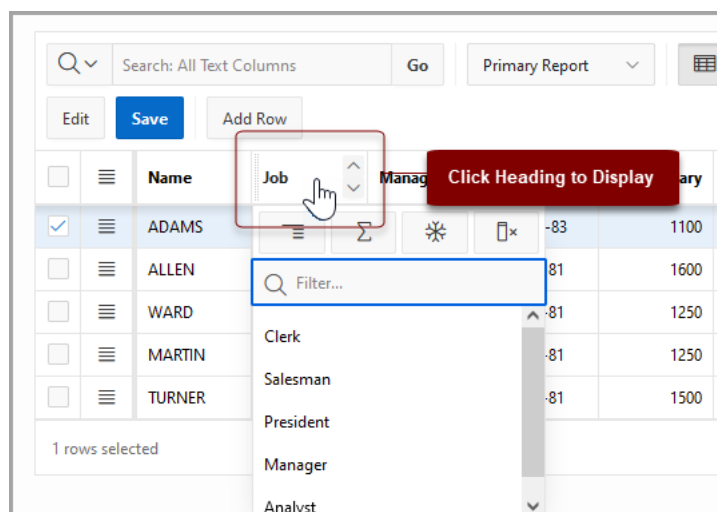 Search: All Text Columns
Go
Primary Report
Edit
Save
Add Row
Name
Job
Manag
Click Heading to Display
ary
ADAMS
-83
1100
ALLEN
81
1600
Filter...
WARD
-81
1250
Clerk
MARTIN
-81
1250
Salesman
TURNER
-81
1500
President
1 rows selected
Manager
Analyst